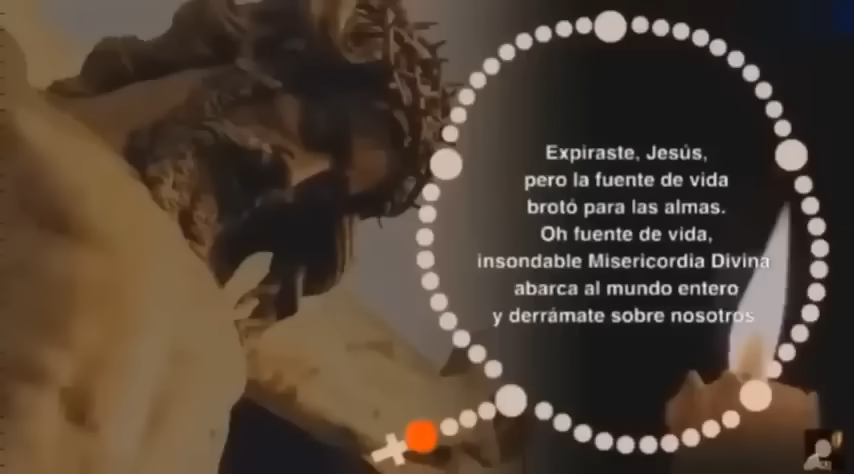 Expiraste, Jesús,
pero la fuente de vida
brotó para las almas.
Oh fuente de vida,
insondable Misericordia Divina
abarca al mundo entero
y derrámate sobre nosotros